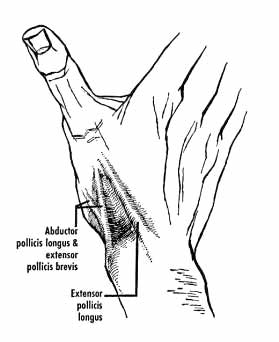 Abductor
pollicis longus &
extensor
pollicis brevis
Extensor
pollicis
longus